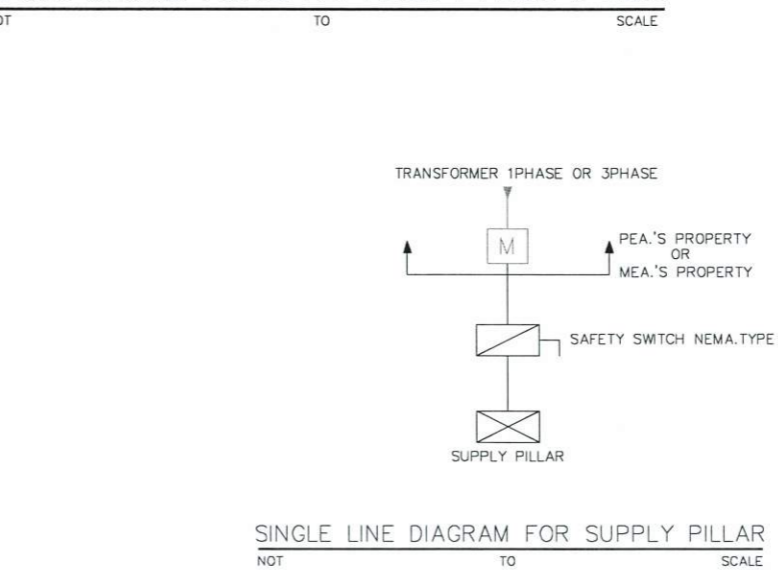 TO SCALE
TRANSFORMER 1PHASE OR 3PHASE
M
PEA.'S PROPERTY
OR
MEA.'S PROPERTY
SAFETY SWITCH NEMA.TYPE
SUPPLY PILLAR
SINGLE LINE DIAGRAM FOR SUPPLY PILLAR
NOT TO SCALE